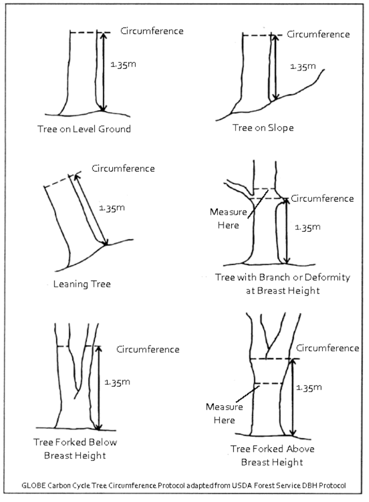 Circumference
1.35m
Tree on Level Ground
Circumference
1.35m
Tree on Slope
Circumference
1.35m
Leaning Tree
Circumference
Measure
Here
1.35m
Tree with Branch or Deformity
at Breast Height
Circumference
1.35m
Tree Forked Below
Breast Height
Circumference
1.35m
Measure
Here
Tree Forked Above
Breast Height
GLOBE Carbon Cycle Tree Circumference Protocol adapted from USDA Forest Service DBH Protocol